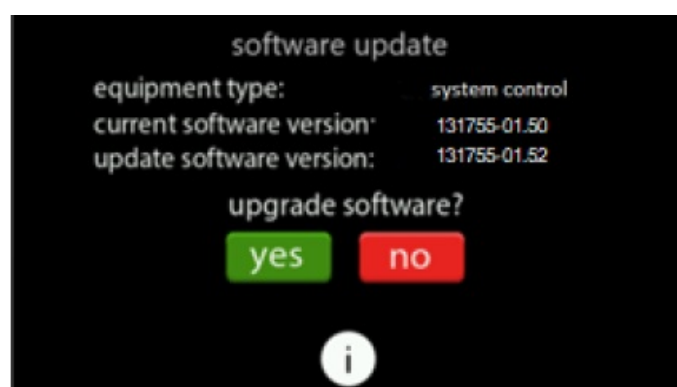 software update
equipment type: system control
current software version: 131755-01.50
update software version: 131755-01.52
upgrade software?
yes no
i